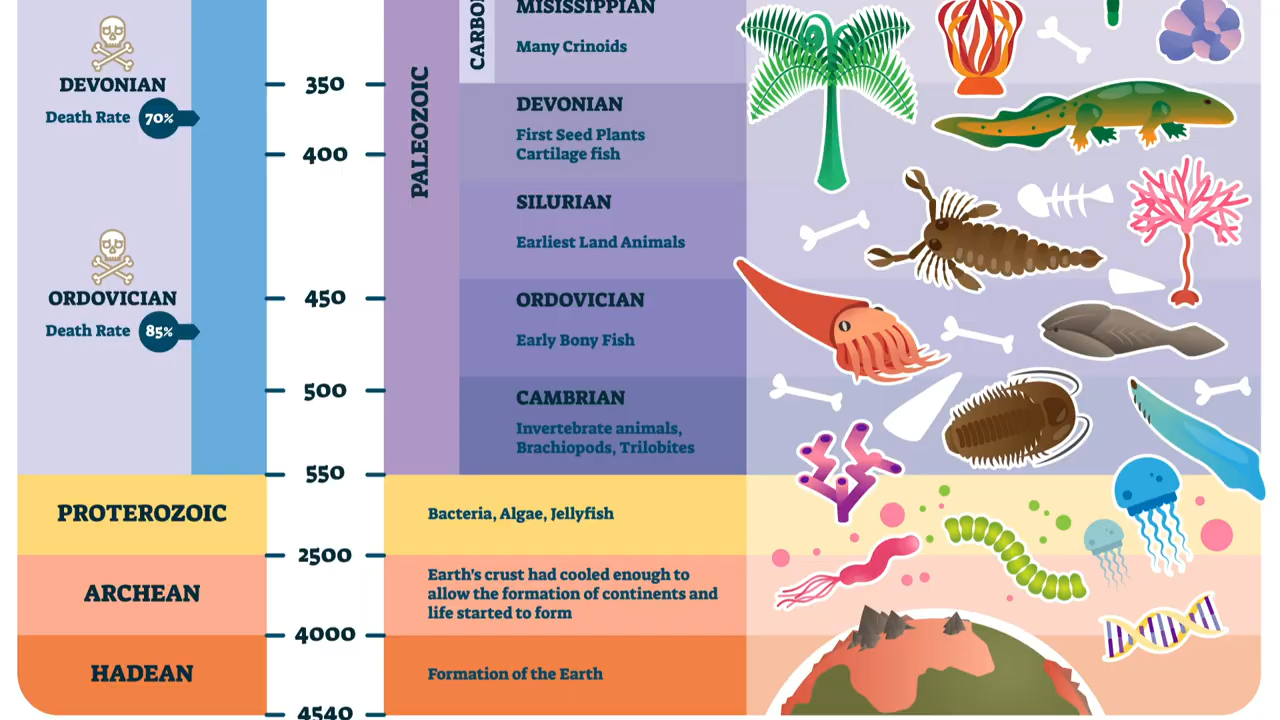 DEVONIAN
Death Rate 70%
ORDOVICIAN
Death Rate 85%
350
400
450
500
550
2500
4000
4540
PALEOZOIC
MISISSIPPIAN
Many Crinoids
DEVONIAN
First Seed Plants
Cartilage fish
SILURIAN
Earliest Land Animals
ORDOVICIAN
Early Bony Fish
CAMBRIAN
Invertebrate animals,
Brachiopods, Trilobites
PROTEROZOIC
Bacteria, Algae, Jellyfish
ARCHEAN
Earth's crust had cooled enough to
allow the formation of continents and
life started to form
HADEAN
Formation of the Earth